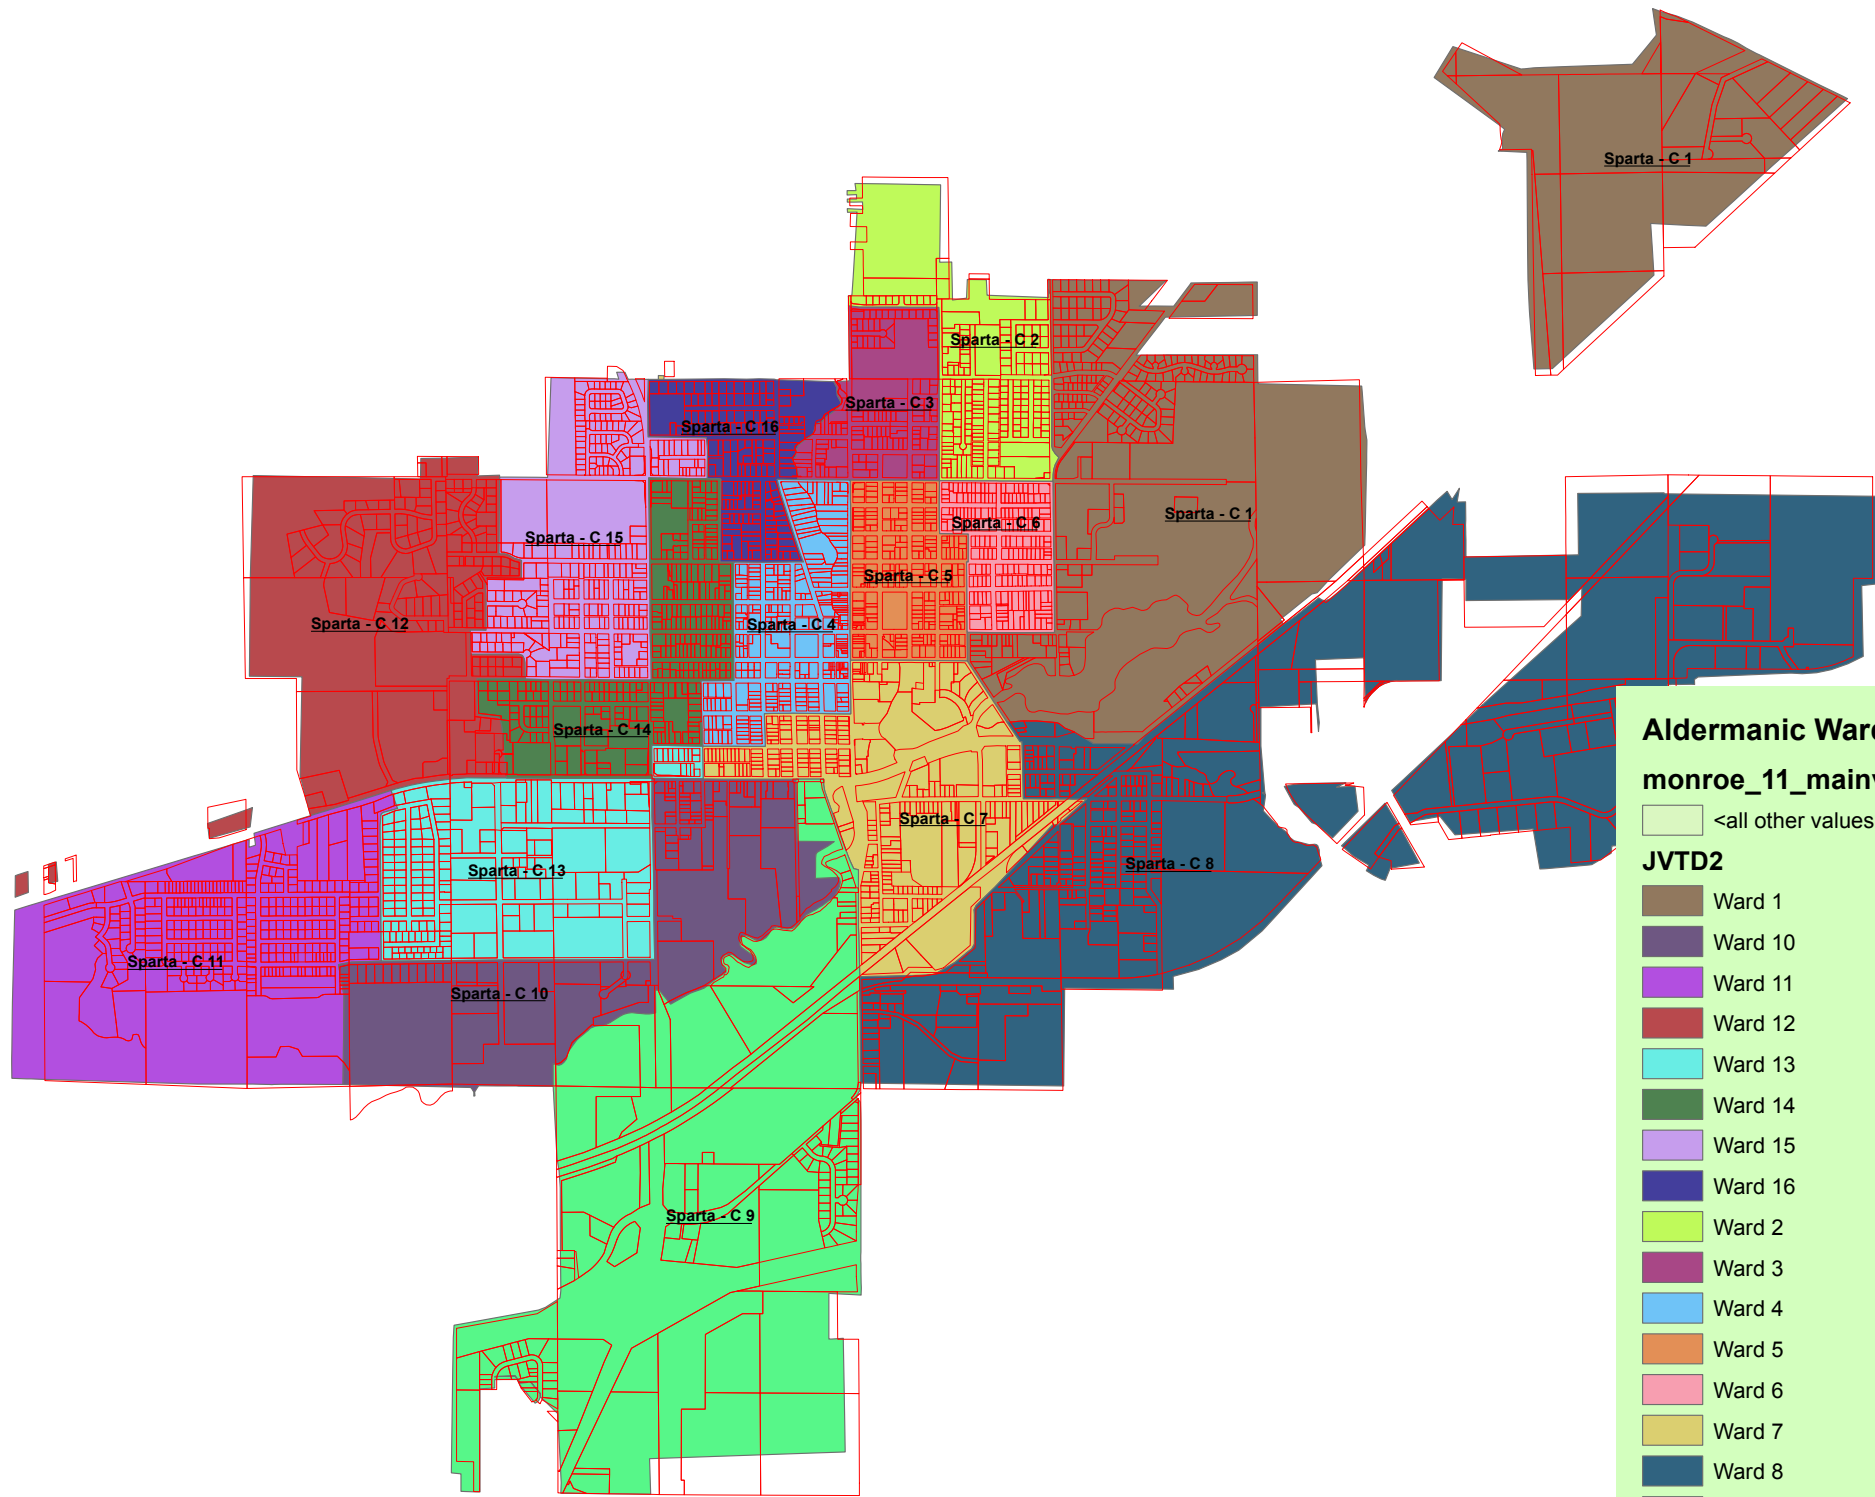 Sparta - C 1
Sparta - C 2
Sparta - C 3
Sparta - C 16
Sparta - C 1
Sparta - C 6
Sparta - C 15
Sparta - C 5
Sparta - C 12
Sparta - C 4
Sparta - C 14
Sparta - C 7
Sparta - C 8
Sparta - C 13
Sparta - C 11
Sparta - C 10
Sparta - C 9
Aldermanic Ward
monroe_11_mainv
<all other values
JVTD2
Ward 1
Ward 10
Ward 11
Ward 12
Ward 13
Ward 14
Ward 15
Ward 16
Ward 2
Ward 3
Ward 4
Ward 5
Ward 6
Ward 7
Ward 8